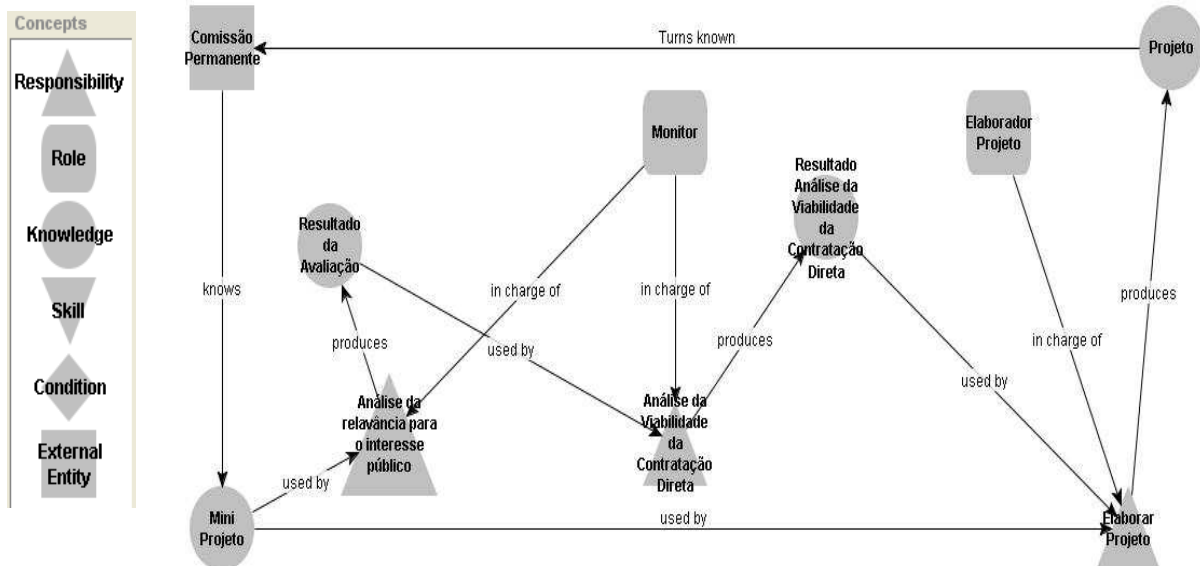 Concepts
Responsibility
Role
Knowledge
Skill
Condition
External
Entity
Comissão
Permanente
Turns known
Projeto
Monitor
Elaborador
Projeto
Resultado
Análise da
Viabilidade
da
Contratação
Direta
Resultado
da
Avaliação
knows
in charge of
in charge of
produces
produces
used by
produces
in charge of
used by
Análise da
relavância para
o interesse
público
Análise da
Viabilidade
da
Contratação
Direta
used by
Mini
Projeto
used by
Elaborar
Projeto